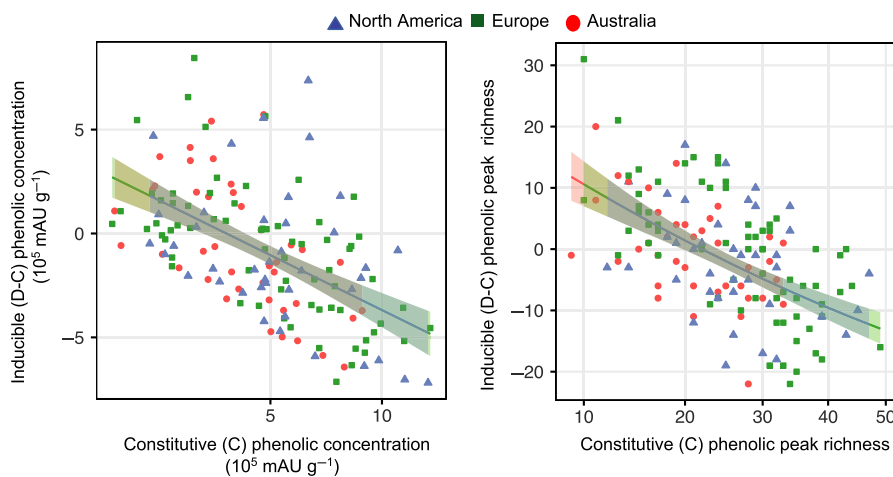 North America Europe Australia
Inducible (D-C) phenolic concentration
(10⁵ mAU g⁻¹)
5
0
−5
5 10
Constitutive (C) phenolic concentration
(10⁵ mAU g⁻¹)
Inducible (D-C) phenolic peak richness
30
20
10
0
−10
−20
10 20 30 40 50
Constitutive (C) phenolic peak richness